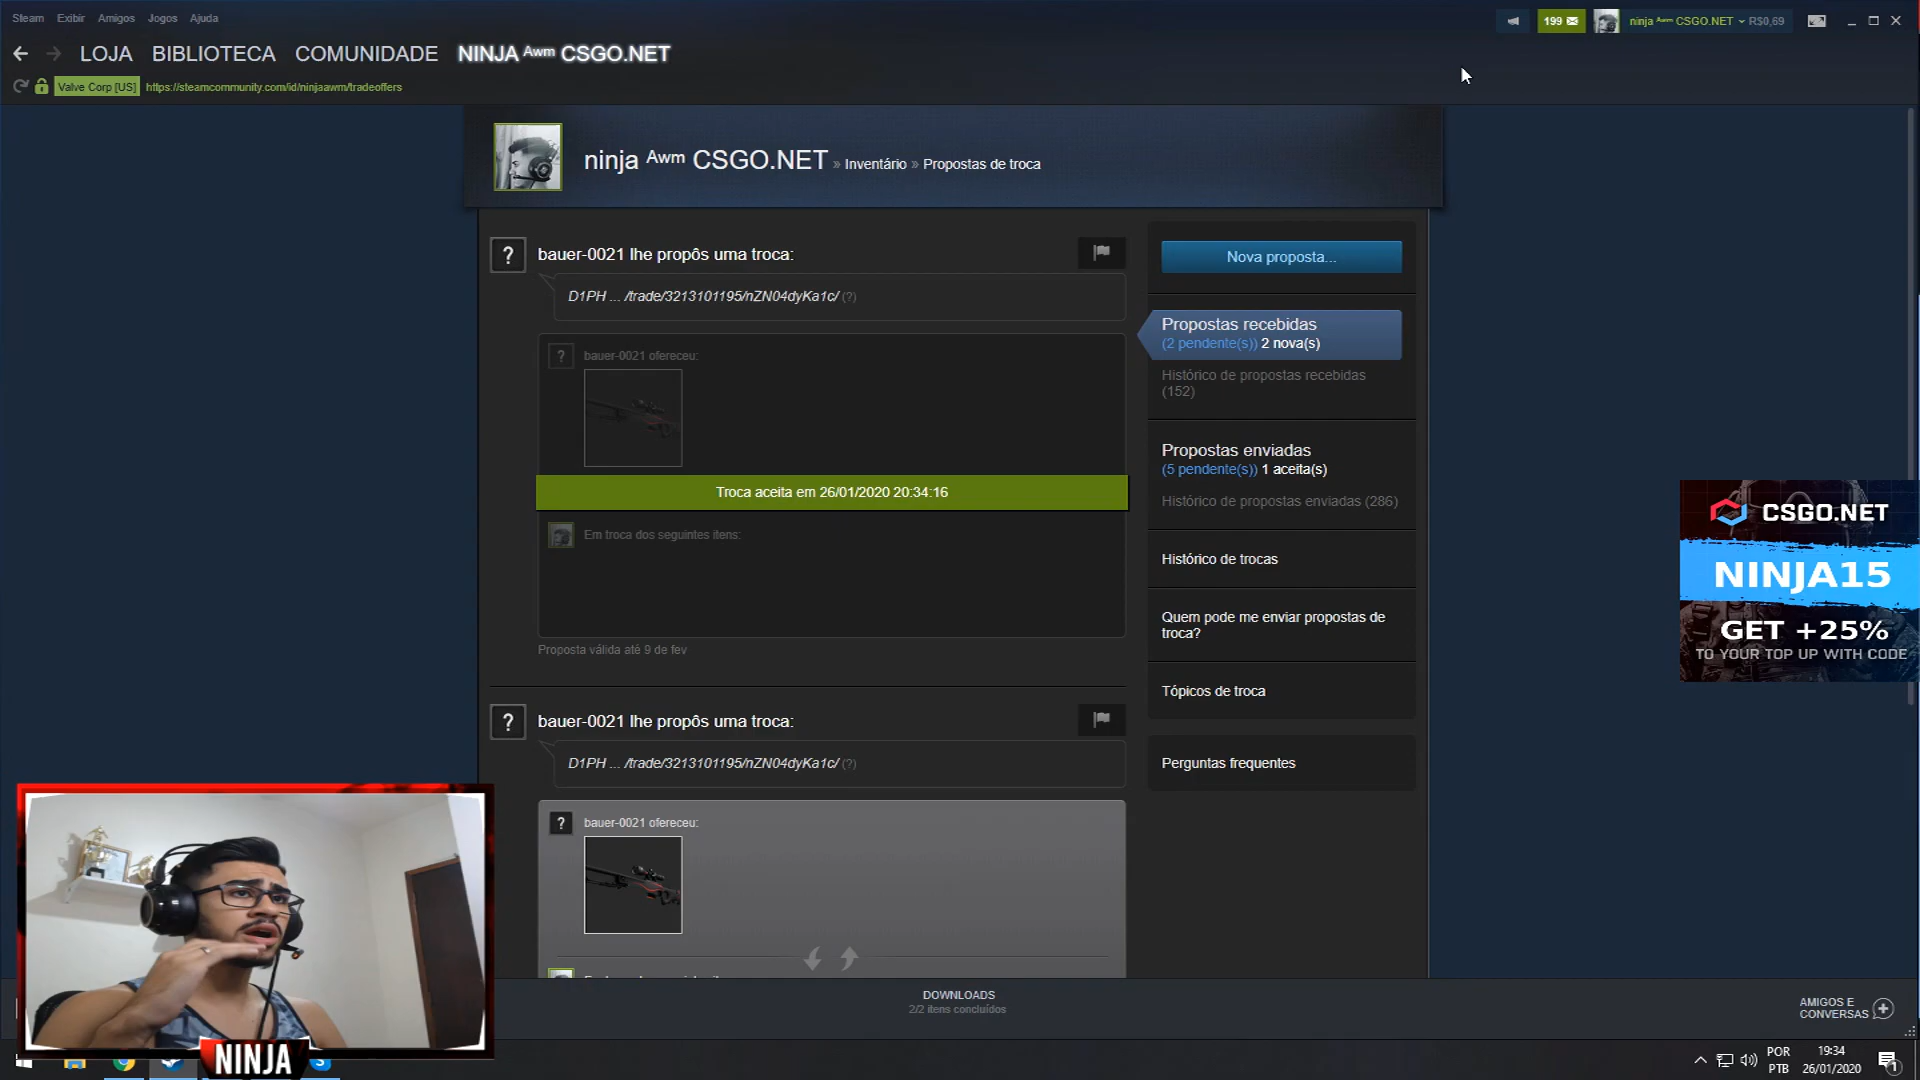 Steam Exibir Amigos Jogos Ajuda
199
ninja ᴬʷᵐ CSGO.NET
R$0,69
LOJA BIBLIOTECA COMUNIDADE NINJA ᴬʷᵐ CSGO.NET
Valve Corp [US] https://steamcommunity.com/id/ninjaawm/tradeoffers
ninja ᴬʷᵐ CSGO.NET » Inventário » Propostas de troca
? bauer-0021 lhe propôs uma troca:
D1PH ... /trade/3213101195/nZN04dyKa1c/ (?)
? bauer-0021 ofereceu:
Troca aceita em 26/01/2020 20:34:16
Em troca dos seguintes itens:
Proposta válida até 9 de fev
? bauer-0021 lhe propôs uma troca:
D1PH ... /trade/3213101195/nZN04dyKa1c/ (?)
? bauer-0021 ofereceu:
Nova proposta...
Propostas recebidas
(2 pendente(s)) 2 nova(s)
Histórico de propostas recebidas
(152)
Propostas enviadas
(5 pendente(s)) 1 aceita(s)
Histórico de propostas enviadas (286)
Histórico de trocas
Quem pode me enviar propostas de
troca?
Tópicos de troca
Perguntas frequentes
CSGO.NET
NINJA15
GET +25%
TO YOUR TOP UP WITH CODE
DOWNLOADS
2/2 itens concluídos
AMIGOS E
CONVERSAS
NINJA
POR
PTB
19:34
26/01/2020
1